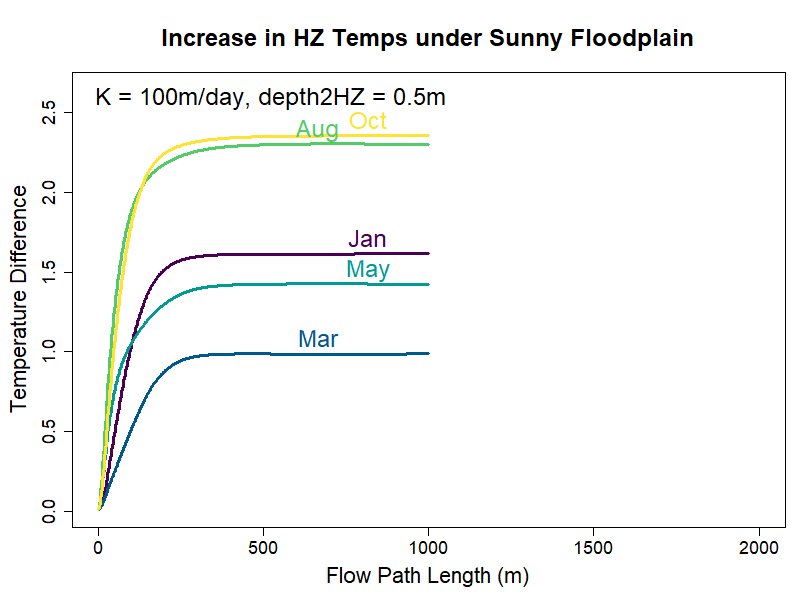 Increase in HZ Temps under Sunny Floodplain
K = 100m/day, depth2HZ = 0.5m
Oct
Aug
Jan
May
Mar
Temperature Difference
2.5
2.0
1.5
1.0
0.5
0.0
0 500 1000 1500 2000
Flow Path Length (m)